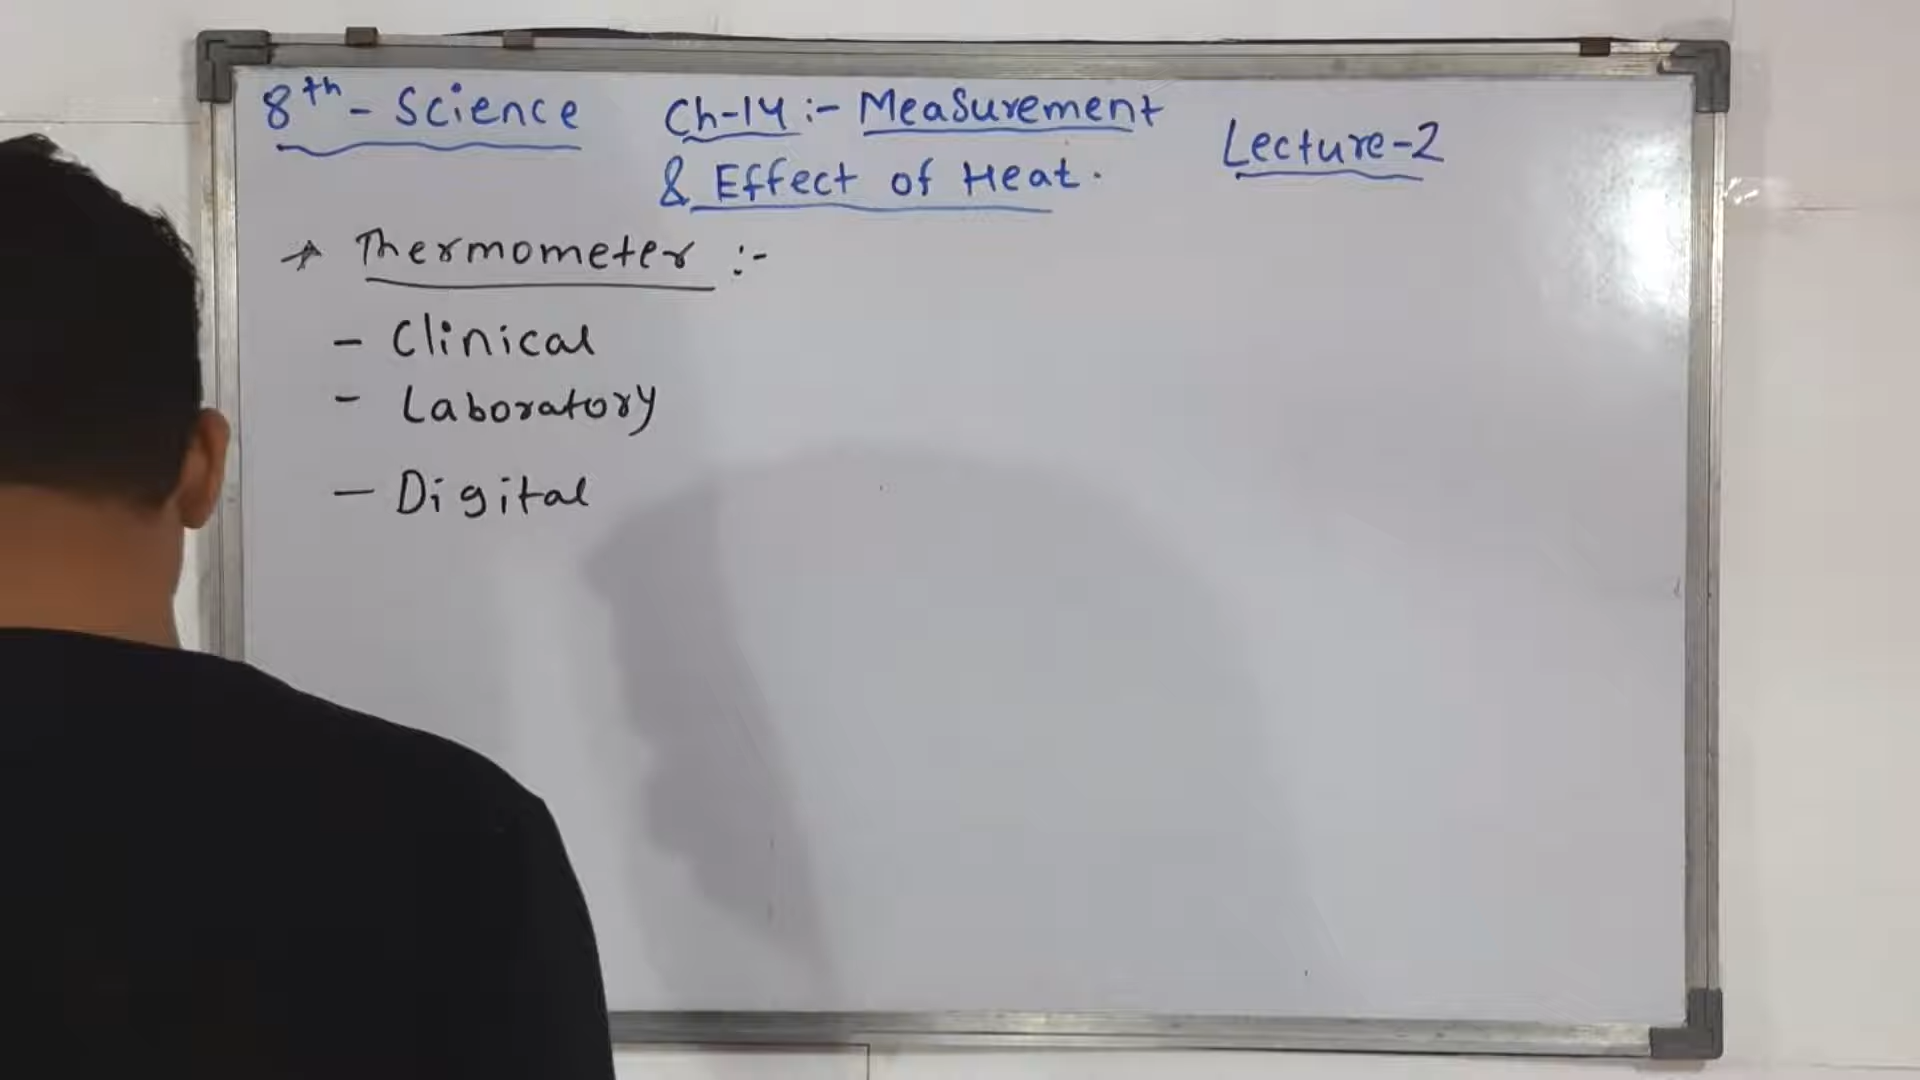 8th - Science
Ch-14 :- Measurement
& Effect of Heat.
Lecture-2
Thermometer :-
- Clinical
- Laboratory
- Digital